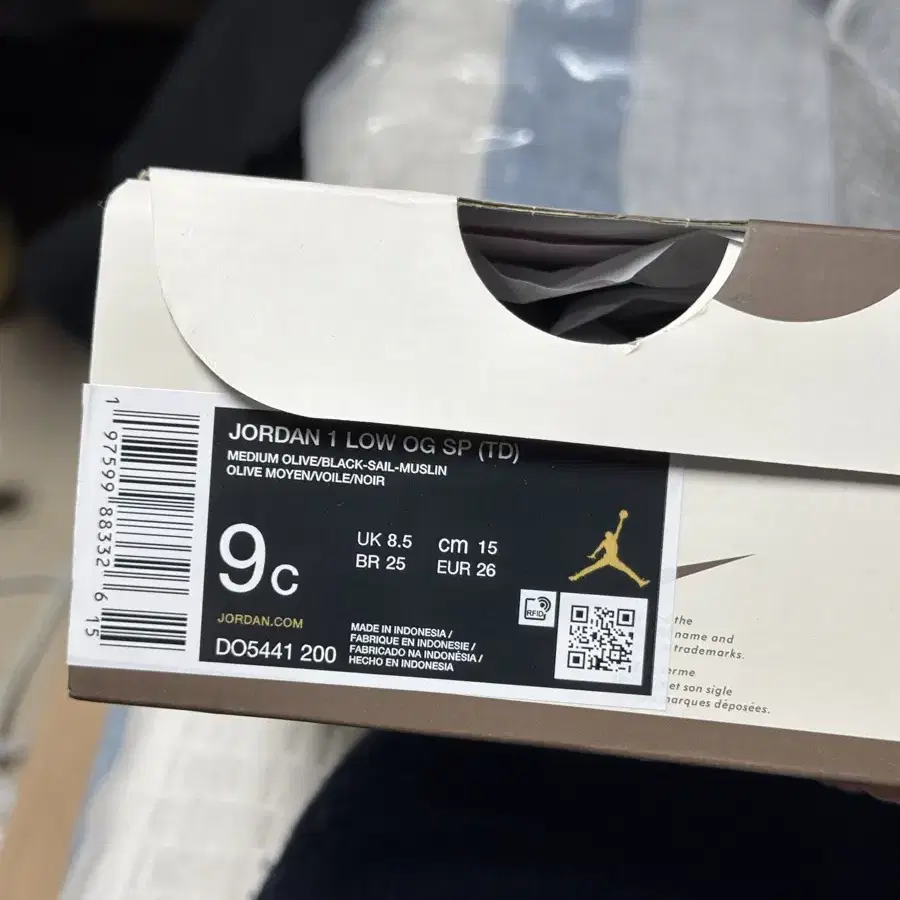 JORDAN 1 LOW OG SP (TD)
MEDIUM OLIVE/BLACK-SAIL-MUSLIN
OLIVE MOYEN/VOILE/NOIR
9c
UK 8.5
cm 15
BR 25
EUR 26
JORDAN.COM
DO5441 200
MADE IN INDONESIA /
FABRIQUE EN INDONESIE /
FABRICADO NA INDONÉSIA /
HECHO EN INDONESIA
RFID
1 97599 88332 6 15
the
name and
trademarks.
et son sigle
déposées.